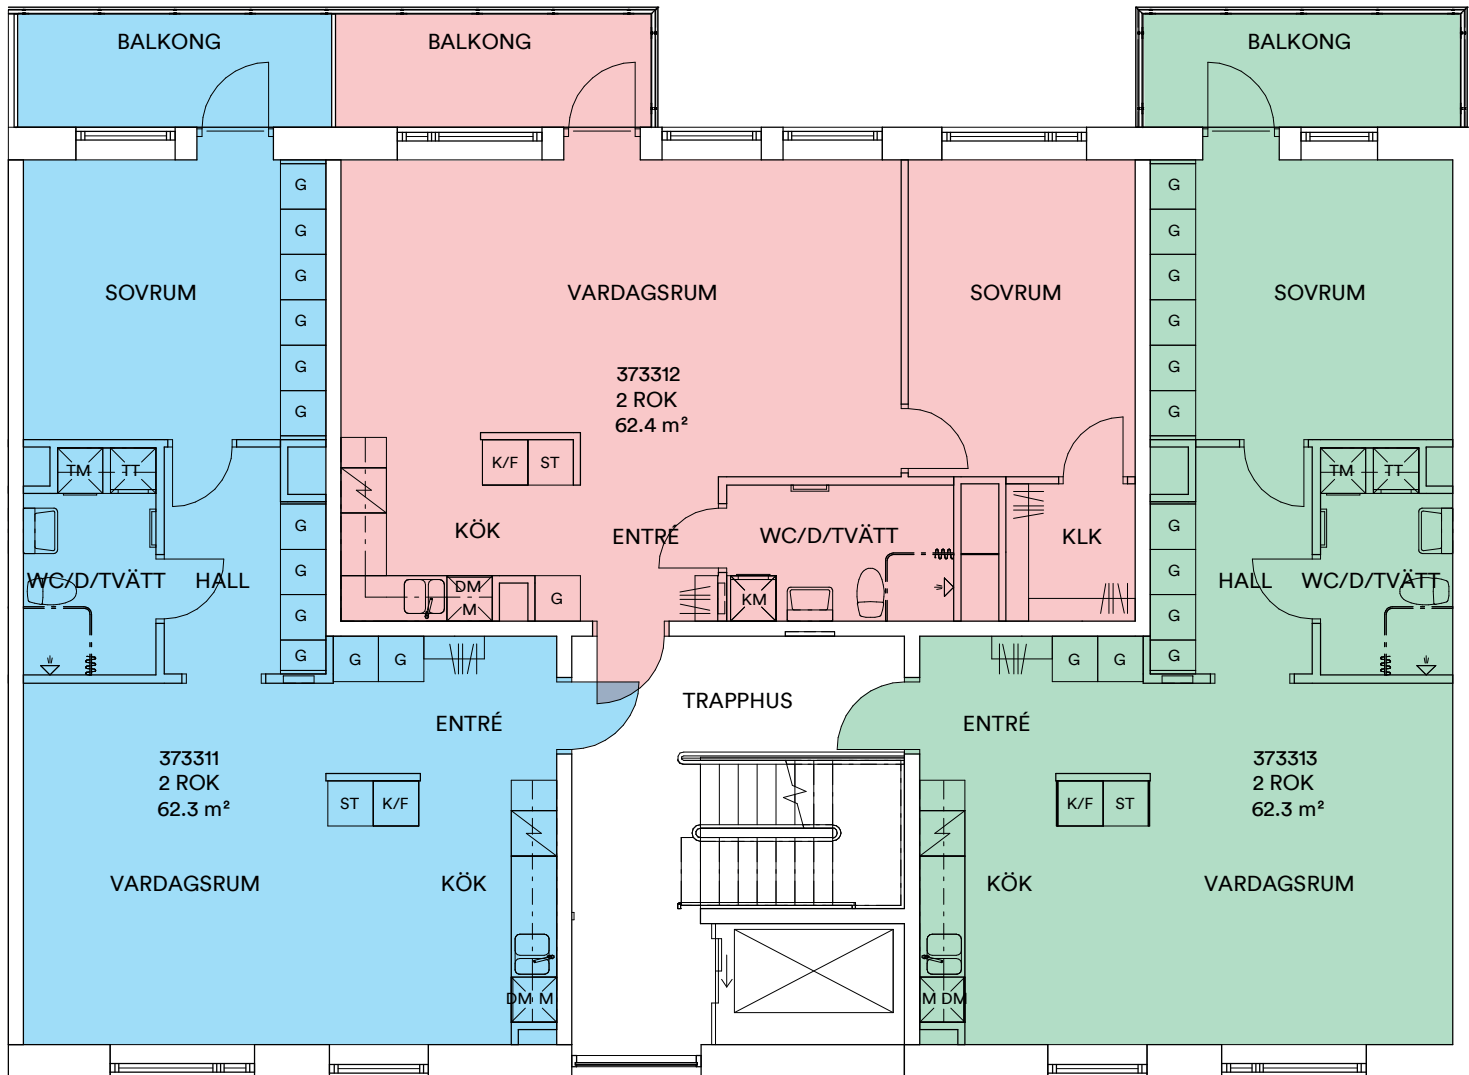 BALKONG
BALKONG
BALKONG
G
G
G
G
G
G
G
G
G
G
G
G
SOVRUM
VARDAGSRUM
SOVRUM
SOVRUM
373312
2 ROK
62.4 m²
K/F ST
TM TT
TM TT
G
G
G
G
G
G
G
G
KÖK
ENTRÉ
WC/D/TVÄTT
KLK
WC/D/TVÄTT
HALL
HALL
WC/D/TVÄTT
DM
M
G
KM
G G
G G
TRAPPHUS
ENTRÉ
ENTRÉ
373311
2 ROK
62.3 m²
373313
2 ROK
62.3 m²
ST K/F
K/F ST
VARDAGSRUM
KÖK
KÖK
VARDAGSRUM
DM M
M DM